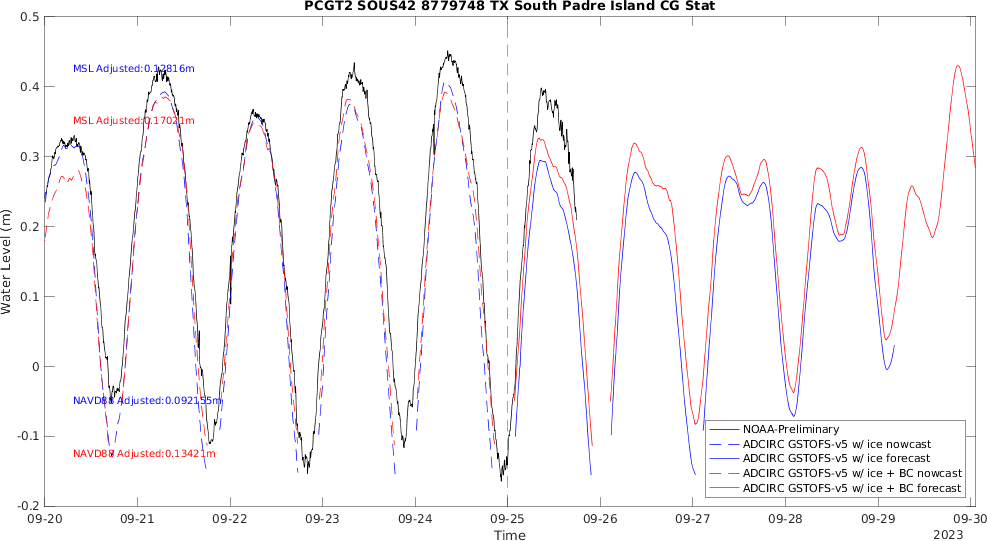 PCGT2 SOUS42 8779748 TX South Padre Island CG Stat
0.5
MSL Adjusted:0.12816m
0.4
MSL Adjusted:0.17021m
0.3
Water Level (m)
0.2
0.1
0
NAVD88 Adjusted:0.092155m
-0.1
NAVD88 Adjusted:0.13421m
-0.2
NOAA-Preliminary
ADCIRC GSTOFS-v5 w/ ice nowcast
ADCIRC GSTOFS-v5 w/ ice forecast
ADCIRC GSTOFS-v5 w/ ice + BC nowcast
ADCIRC GSTOFS-v5 w/ ice + BC forecast
09-20 09-21 09-22 09-23 09-24 09-25 09-26 09-27 09-28 09-29 09-30
Time
2023